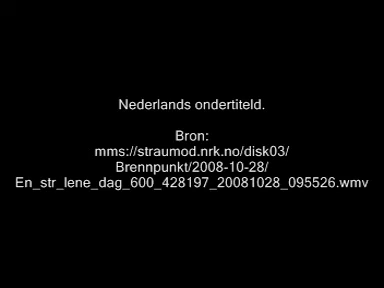 Nederlands ondertiteld.
Bron:
mms://straumod.nrk.no/disk03/
Brennpunkt/2008-10-28/
En_str_lene_dag_600_428197_20081028_095526.wmv